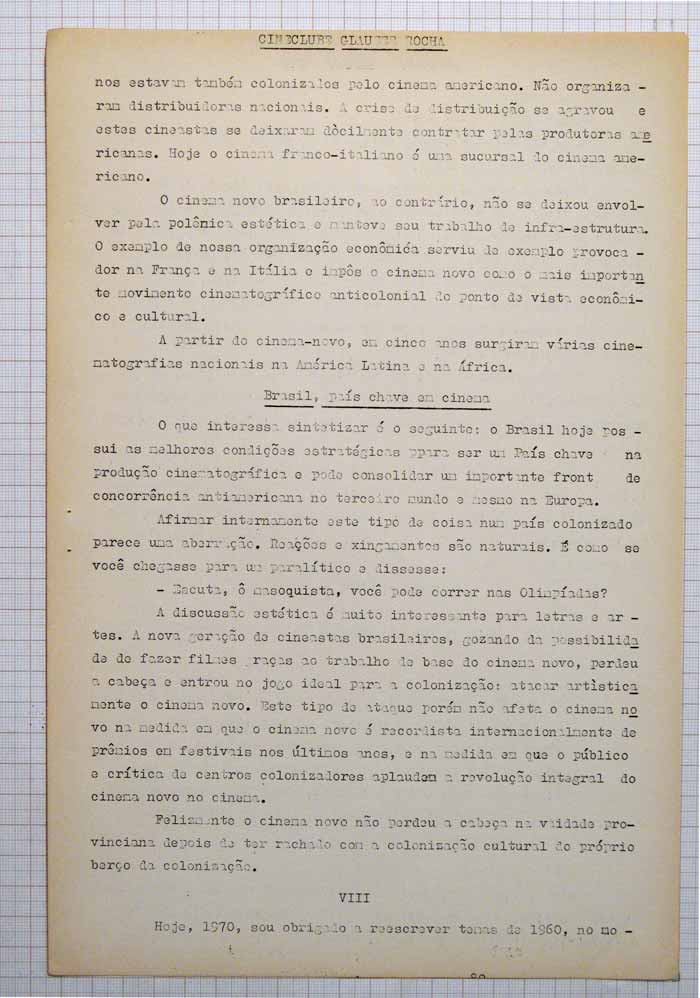 CINECLUBE GLAUBER ROCHA
nos estavam também colonizados pelo cinema americano. Não organiza -
ram distribuidoras nacionais. A crise de distribuição se agravou e
estes cineastas se deixaram dòcilmente contratar pelas produtoras ame
ricanas. Hoje o cinema franco-italiano é uma sucursal do cinema ame-
ricano.
O cinema novo brasileiro, ao contrário, não se deixou envol-
ver pela polêmica estética e manteve seu trabalho de infra-estrutura.
O exemplo de nossa organização econômica serviu de exemplo provoca -
dor na França e na Itália e impôs o cinema novo como o mais importan
te movimento cinematográfico anticolonial do ponto de vista econômi-
co e cultural.
A partir do cinema-novo, em cinco anos surgiram várias cine-
matografias nacionais na América Latina e na África.
Brasil, país chave em cinema
O que interessa sintetizar é o seguinte: o Brasil hoje pos -
sui as melhores condições estratégicas ppara ser um País chave na
produção cinematográfica e pode consolidar um importante front de
concorrência antiamericana no terceiro mundo e mesmo na Europa.
Afirmar internamente este tipo de coisa num país colonizado
parece uma aberração. Reações e xingamentos são naturais. É como se
você chegasse para um paralítico e dissesse:
- Escuta, ô masoquista, você pode correr nas Olimpíadas?
A discussão estética é muito interessante para letras e ar -
tes. A nova geração de cineastas brasileiros, gozando da possibilida
de de fazer filmes graças ao trabalho de base do cinema novo, perdeu
a cabeça e entrou no jogo ideal para a colonização: atacar artìstica
mente o cinema novo. Este tipo de ataque porém não afeta o cinema no
vo na medida em que o cinema novo é recordista internacionalmente de
prêmios em festivais nos últimos anos, e na medida em que o público
e crítica de centros colonizadores aplaudem a revolução integral do
cinema novo no cinema.
Felizmente o cinema novo não perdeu a cabeça na vaidade pro-
vinciana depois de ter rachado com a colonização cultural do próprio
berço da colonização.
VIII
Hoje, 1970, sou obrigado a reescrever temas de 1960, no mo -